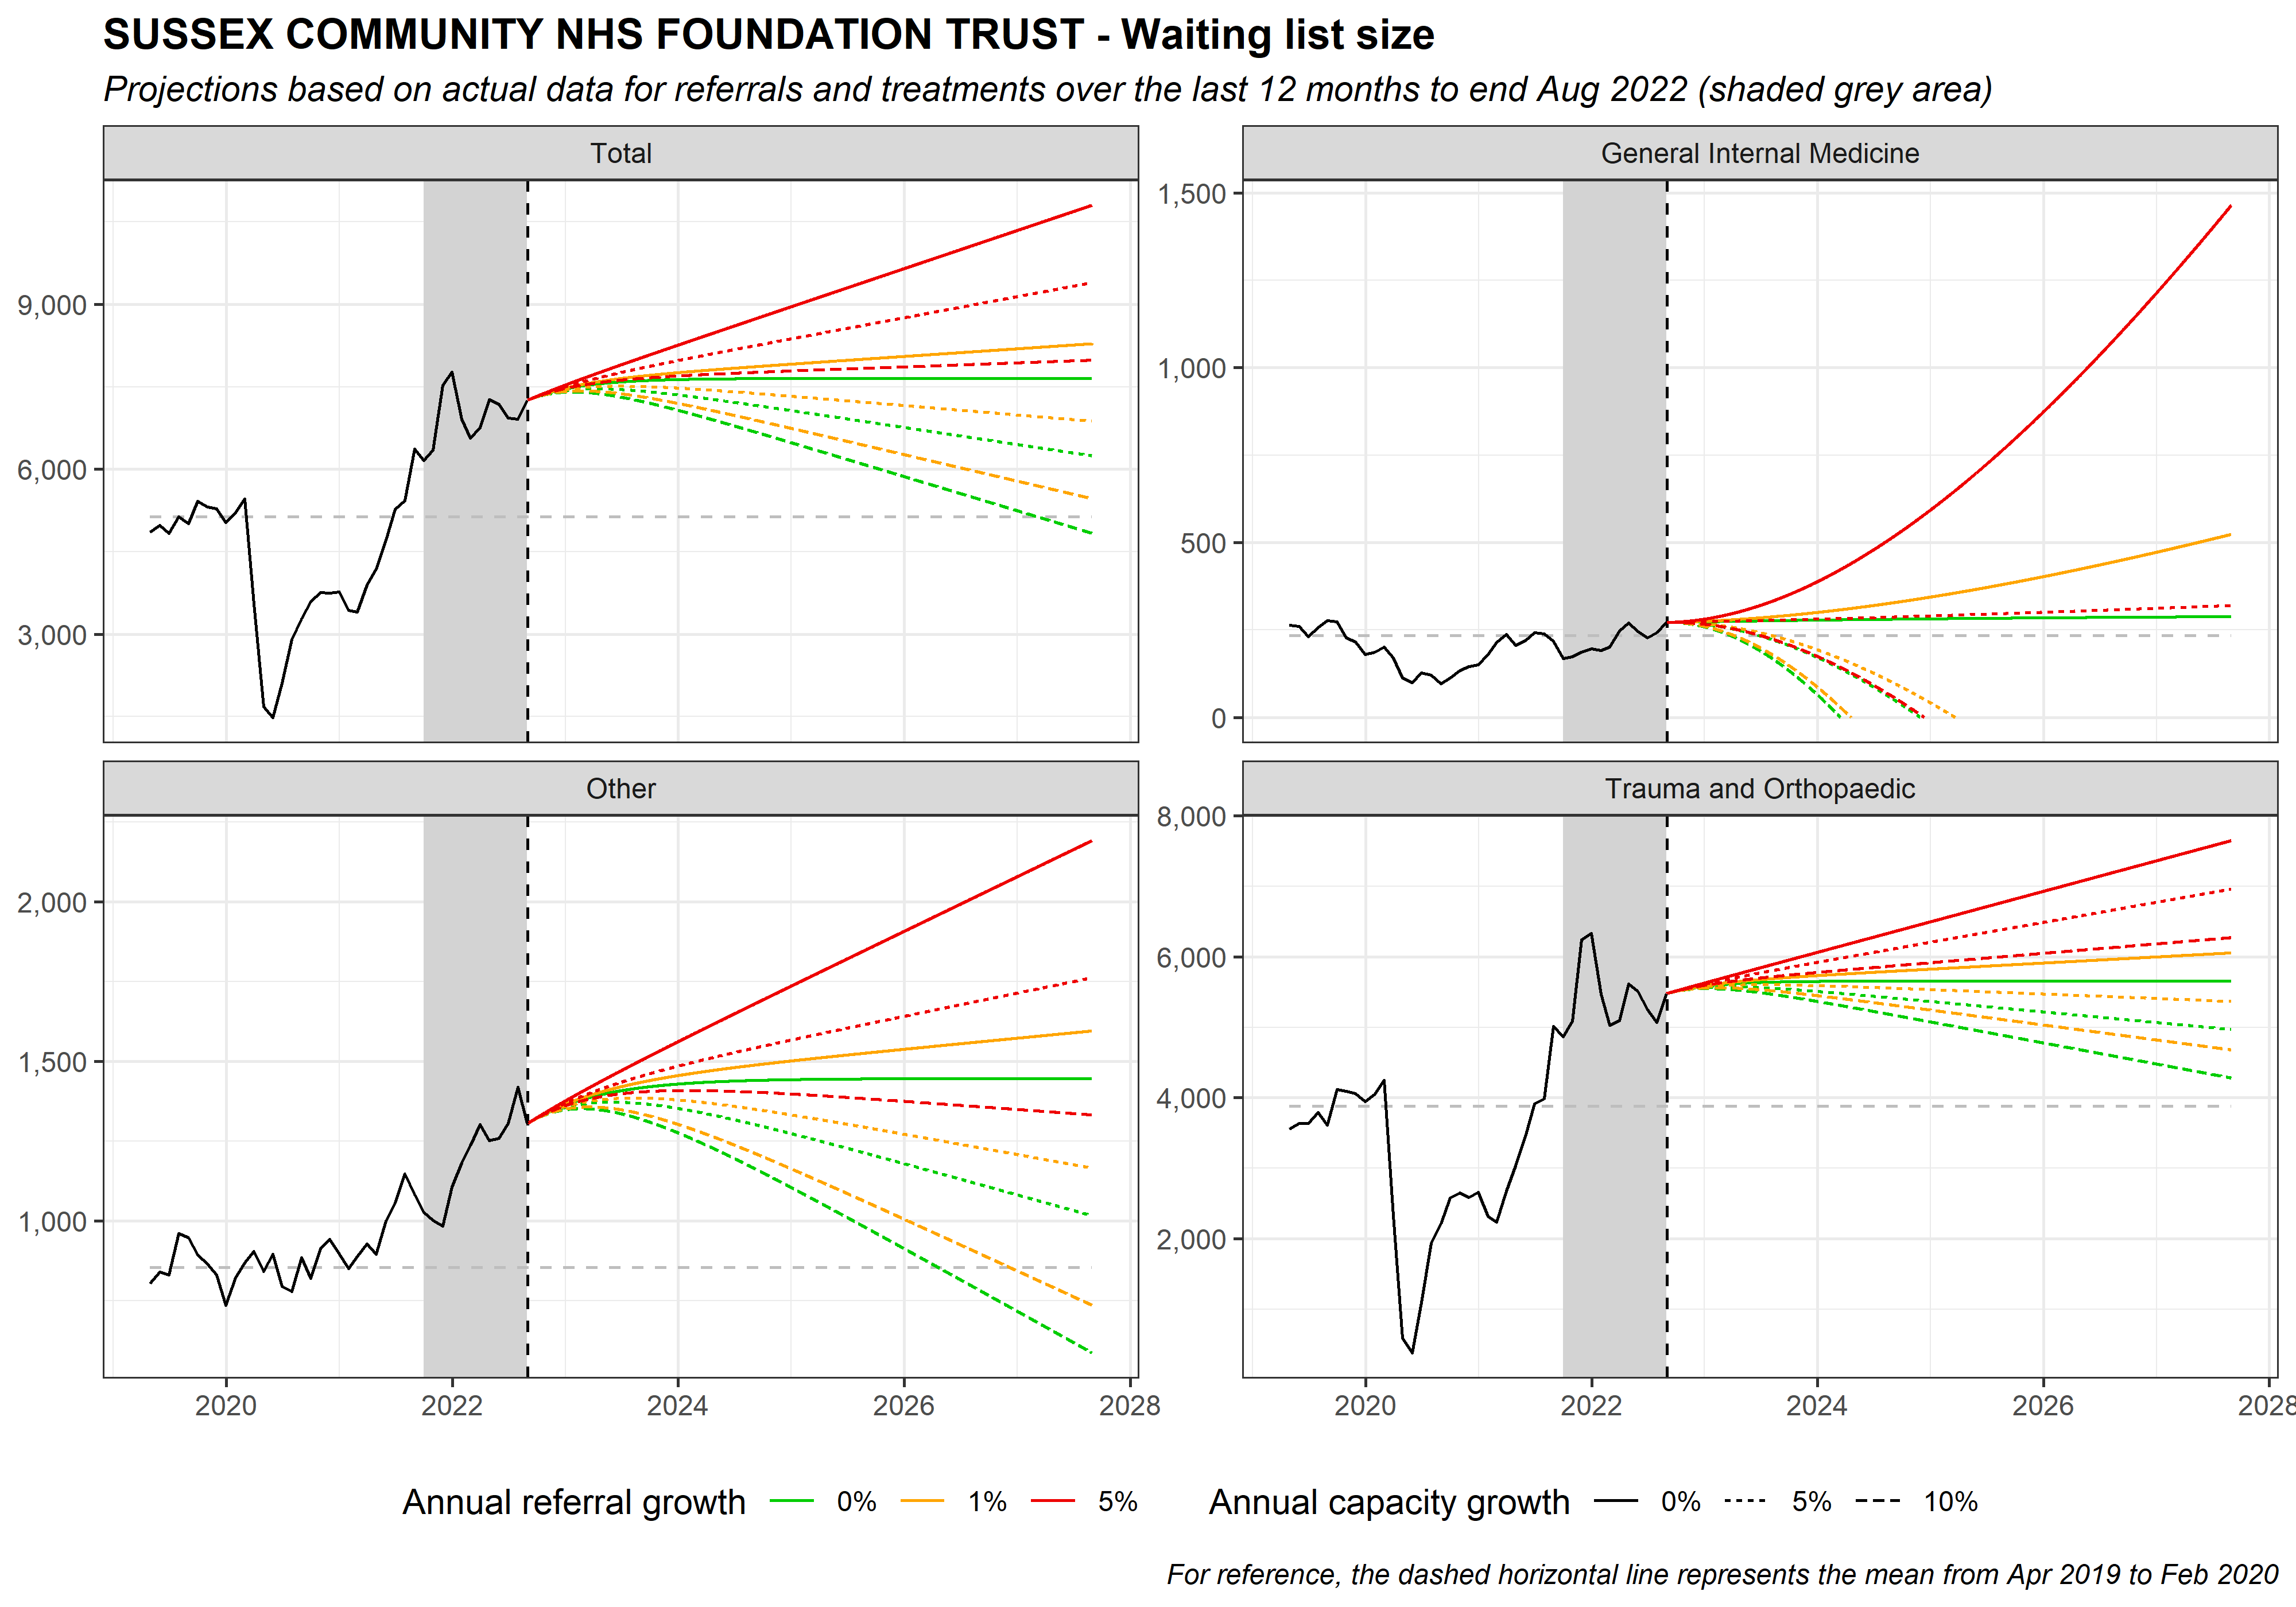 SUSSEX COMMUNITY NHS FOUNDATION TRUST - Waiting list size
Projections based on actual data for referrals and treatments over the last 12 months to end Aug 2022 (shaded grey area)
Total
9,000
6,000
3,000
General Internal Medicine
1,500
1,000
500
0
Other
2,000
1,500
1,000
2020 2022 2024 2026 2028
Trauma and Orthopaedic
8,000
6,000
4,000
2,000
2020 2022 2024 2026 2028
Annual referral growth 0% 1% 5% Annual capacity growth 0% 5% 10%
For reference, the dashed horizontal line represents the mean from Apr 2019 to Feb 2020